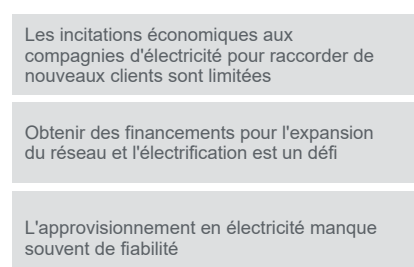 Les incitations économiques aux
compagnies d'électricité pour raccorder de
nouveaux clients sont limitées
Obtenir des financements pour l'expansion
du réseau et l'électrification est un défi
L'approvisionnement en électricité manque
souvent de fiabilité